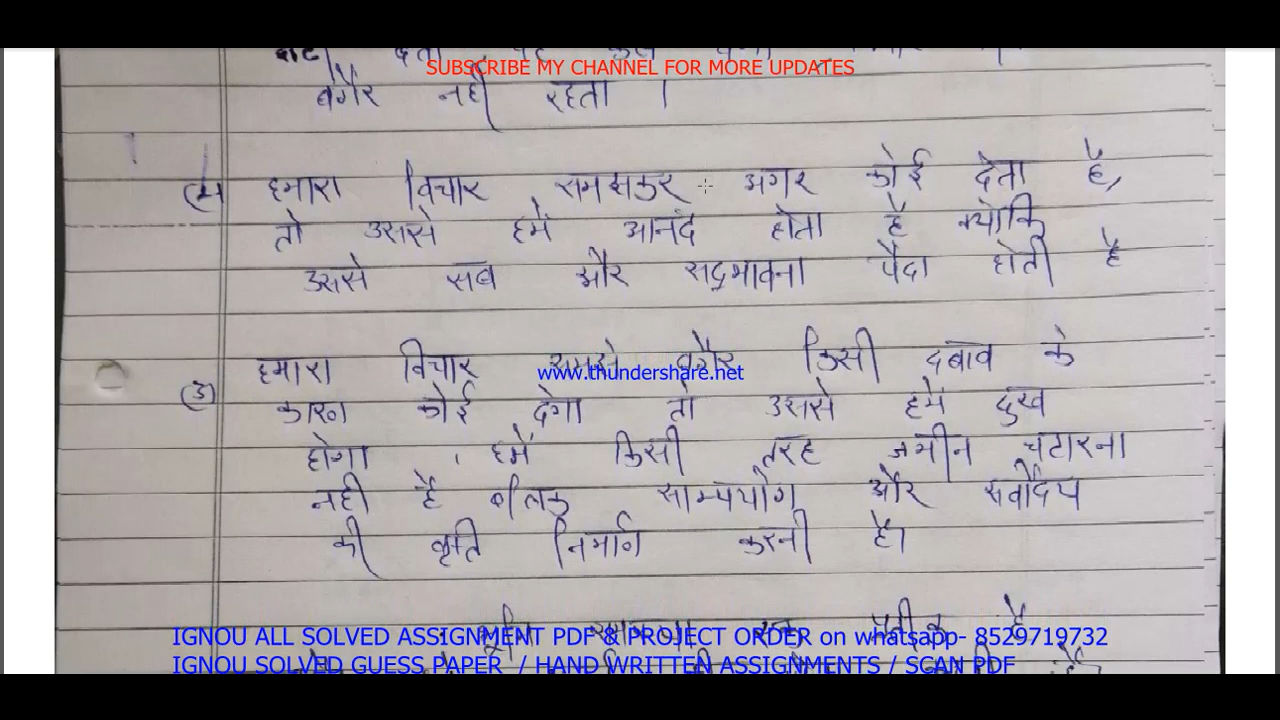 SUBSCRIBE MY CHANNEL FOR MORE UPDATES
बगैर नही रहता ।
हमारा विचार समझकर अगर कोई देता है,
तो उससे हमें आनंद होता है क्योकि
उससे सब और सद्रभावना पैदा होती है
हमारा विचार समझे बगैर किसी दबाव के
www.thundershare.net
(3) कारण कोई देगा तो उससे हमें दुख
होगा । हमें किसी तरह जमीन चटारना
नही है बल्कि साम्ययोग और सर्वोदय
की वृत्ति निर्माण करनी है।
है
IGNOU ALL SOLVED ASSIGNMENT PDF & PROJECT ORDER on whatsapp- 8529719732
IGNOU SOLVED GUESS PAPER / HAND WRITTEN ASSIGNMENTS / SCAN PDF